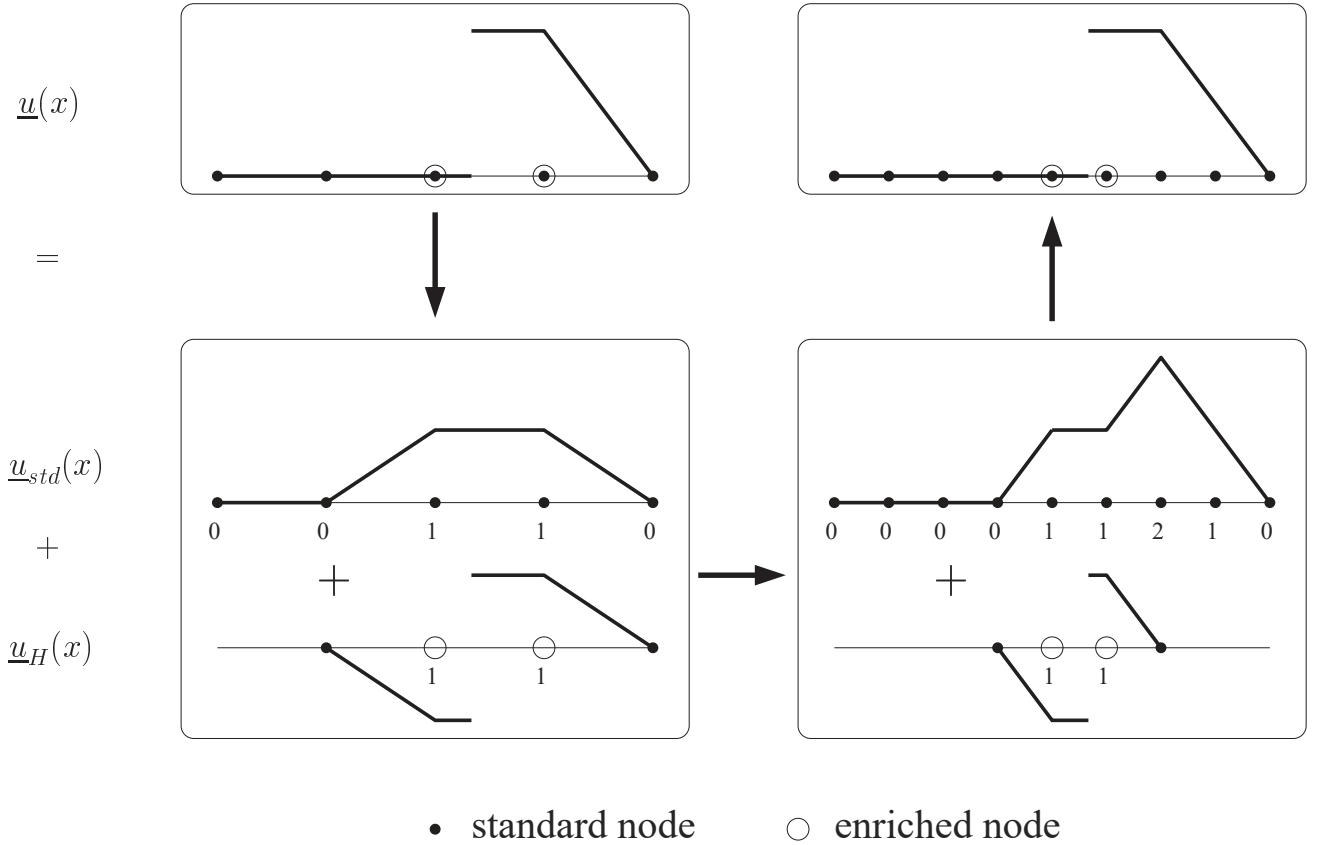 u(x)
=
u_std(x)
0 0 1 1 0
0 0 0 0 1 1 2 1 0
+
+ +
u_H(x)
1 1
1 1
standard node
enriched node